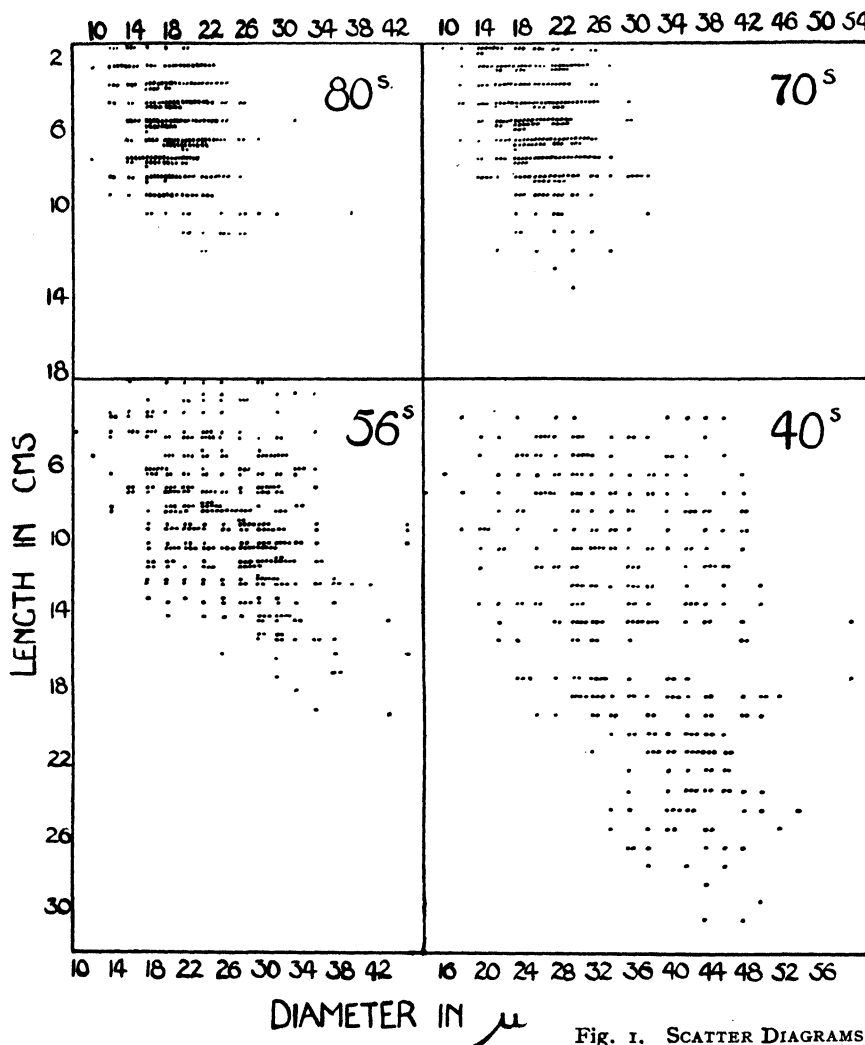 10 14 18 22 26 30 34 38 42
10 14 18 22 26 30 34 38 42 46 50 54
2
6
10
14
18
80s.
70s
6
10
14
18
22
26
30
56s
40s
LENGTH IN CMS
10 14 18 22 26 30 34 38 42
16 20 24 28 32 36 40 44 48 52 56
DIAMETER IN µ
Fig. 1. SCATTER DIAGRAMS